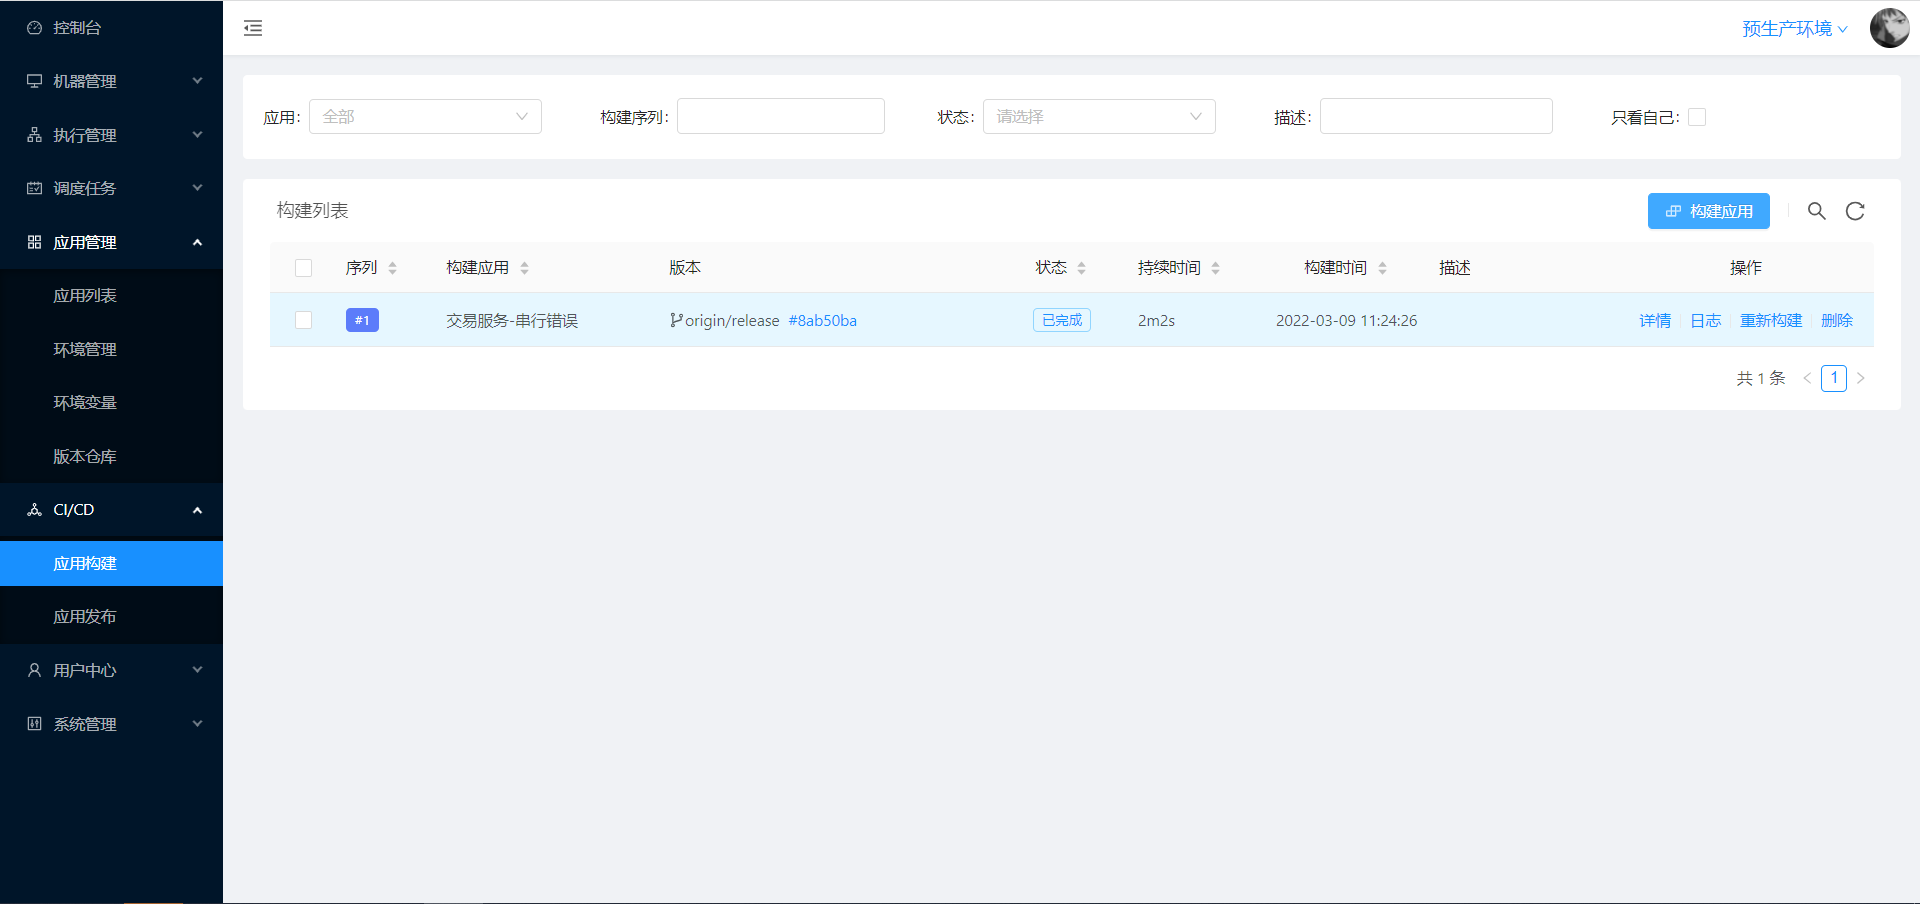 控制台
机器管理
执行管理
调度任务
应用管理
应用列表
环境管理
环境变量
版本仓库
CI/CD
应用构建
应用发布
用户中心
系统管理
预生产环境
应用: 全部 构建序列: 状态: 请选择 描述: 只看自己:
构建列表 构建应用
序列 构建应用 版本 状态 持续时间 构建时间 描述 操作
#1 交易服务-串行错误 origin/release #8ab50ba 已完成 2m2s 2022-03-09 11:24:26 详情 日志 重新构建 删除
共 1 条 1